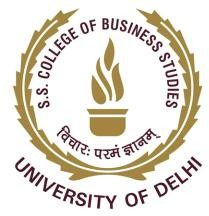 S.S. COLLEGE OF BUSINESS STUDIES
विचारः परमं ज्ञानम्
UNIVERSITY OF DELHI